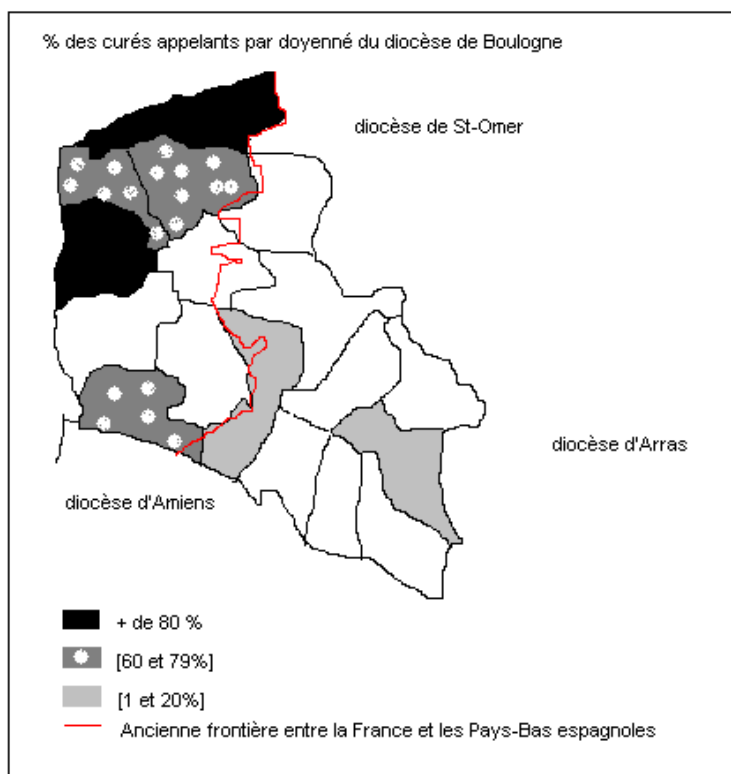 % des curés appelants par doyenné du diocèse de Boulogne
diocèse de St-Omer
diocèse d'Arras
diocèse d'Amiens
+ de 80 %
[60 et 79%]
[1 et 20%]
Ancienne frontière entre la France et les Pays-Bas espagnoles